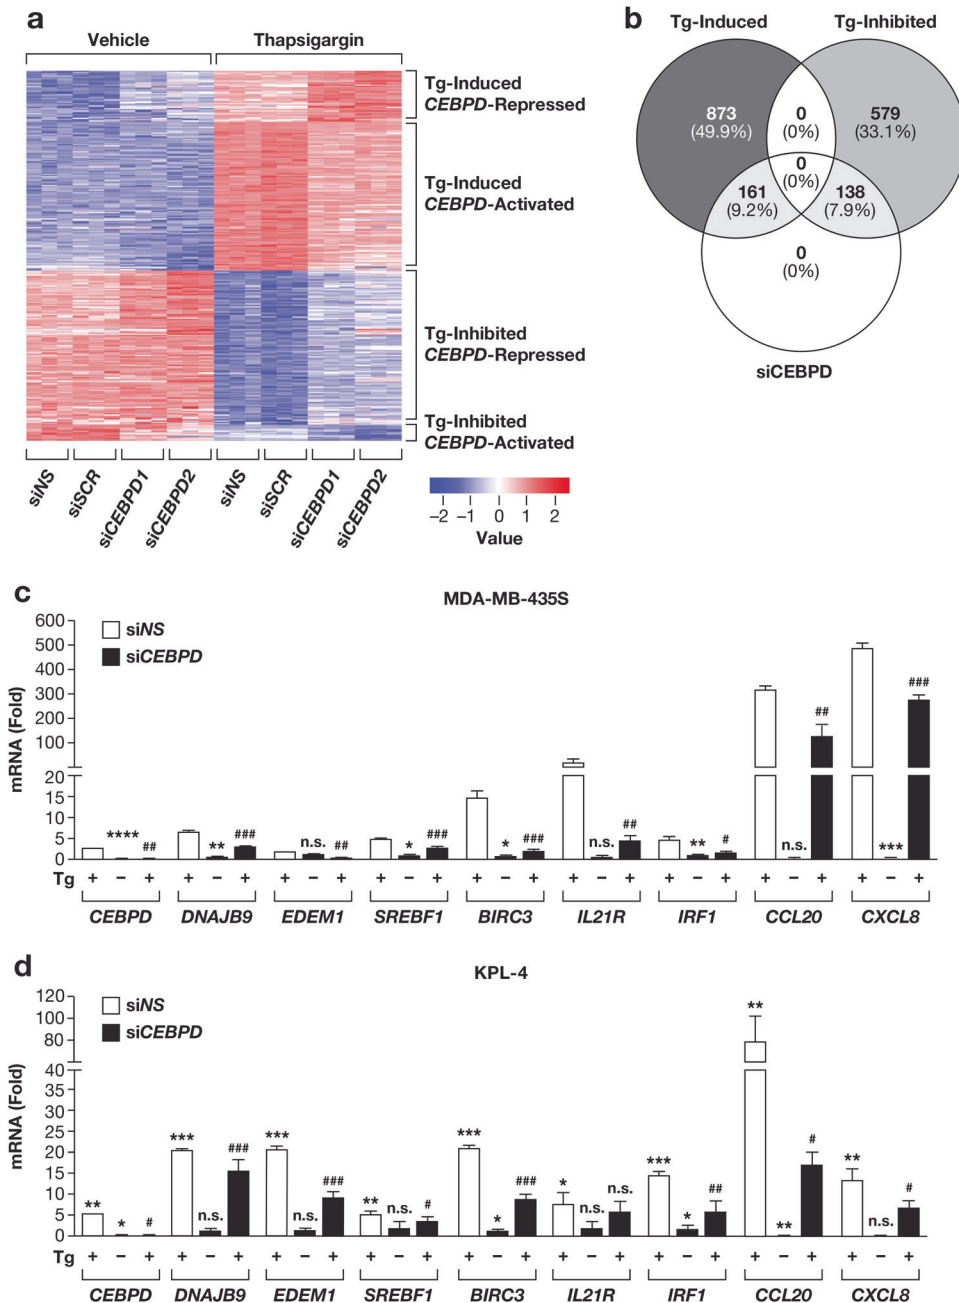 a
Vehicle
Thapsigargin
Tg-Induced
CEBPD-Repressed
Tg-Induced
CEBPD-Activated
Tg-Inhibited
CEBPD-Repressed
Tg-Inhibited
CEBPD-Activated
siNS
siSCR
siCEBPD1
siCEBPD2
siNS
siSCR
siCEBPD1
siCEBPD2
−2 −1 0 1 2
Value
b
Tg-Induced
Tg-Inhibited
873
(49.9%)
0
(0%)
579
(33.1%)
0
(0%)
161
(9.2%)
138
(7.9%)
0
(0%)
siCEBPD
c
MDA-MB-435S
siNS
siCEBPD
mRNA (Fold)
600
500
400
300
200
100
20
15
10
5
0
**** ## ** ### n.s. ## * ### * ### n.s. ## ** # n.s. ## *** ###
Tg + − + + − + + − + + − + + − + + − + + − + + − + + − +
CEBPD DNAJB9 EDEM1 SREBF1 BIRC3 IL21R IRF1 CCL20 CXCL8
d
KPL-4
siNS
siCEBPD
mRNA (Fold)
120
100
80
60
40
35
30
25
20
15
10
5
0
** * # *** n.s. ### *** n.s. ### ** n.s. # *** * ### * n.s. n.s. *** * ## ** ** # ** n.s. #
Tg + − + + − + + − + + − + + − + + − + + − + + − + + − +
CEBPD DNAJB9 EDEM1 SREBF1 BIRC3 IL21R IRF1 CCL20 CXCL8